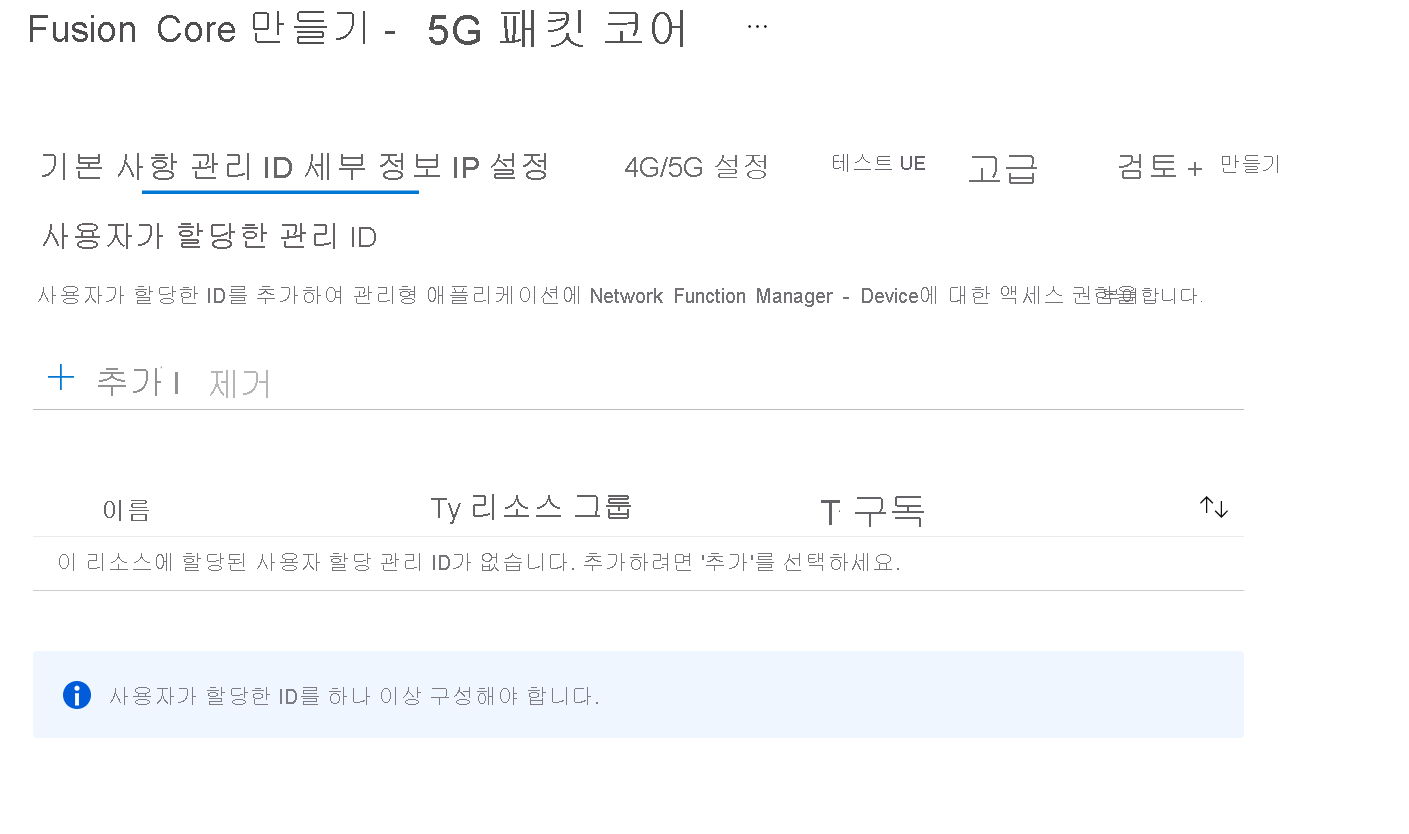 Fusion Core 만들기 - 5G 패킷 코어 ...
기본 사항 관리 ID 세부 정보 IP 설정 4G/5G 설정 테스트 UE 고급 검토 + 만들기
사용자가 할당한 관리 ID
사용자가 할당한 ID를 추가하여 관리형 애플리케이션에 Network Function Manager - Device에 대한 액세스 권한을 부여합니다.
+ 추가 I 제거
이름 Ty 리소스 그룹 T 구독 ↑↓
이 리소스에 할당된 사용자 할당 관리 ID가 없습니다. 추가하려면 '추가'를 선택하세요.
사용자가 할당한 ID를 하나 이상 구성해야 합니다.